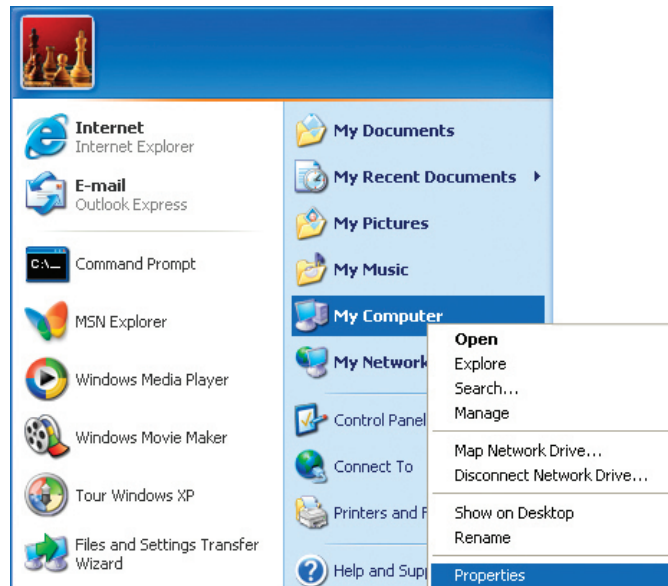 Internet
Internet Explorer
E-mail
Outlook Express
C:\_
Command Prompt
MSN Explorer
Windows Media Player
Windows Movie Maker
Tour Windows XP
Files and Settings Transfer
Wizard
My Documents
My Recent Documents
My Pictures
My Music
My Computer
My Network
Control Panel
Connect To
Printers and F
Help and Supp
Open
Explore
Search...
Manage
Map Network Drive...
Disconnect Network Drive...
Show on Desktop
Rename
Properties